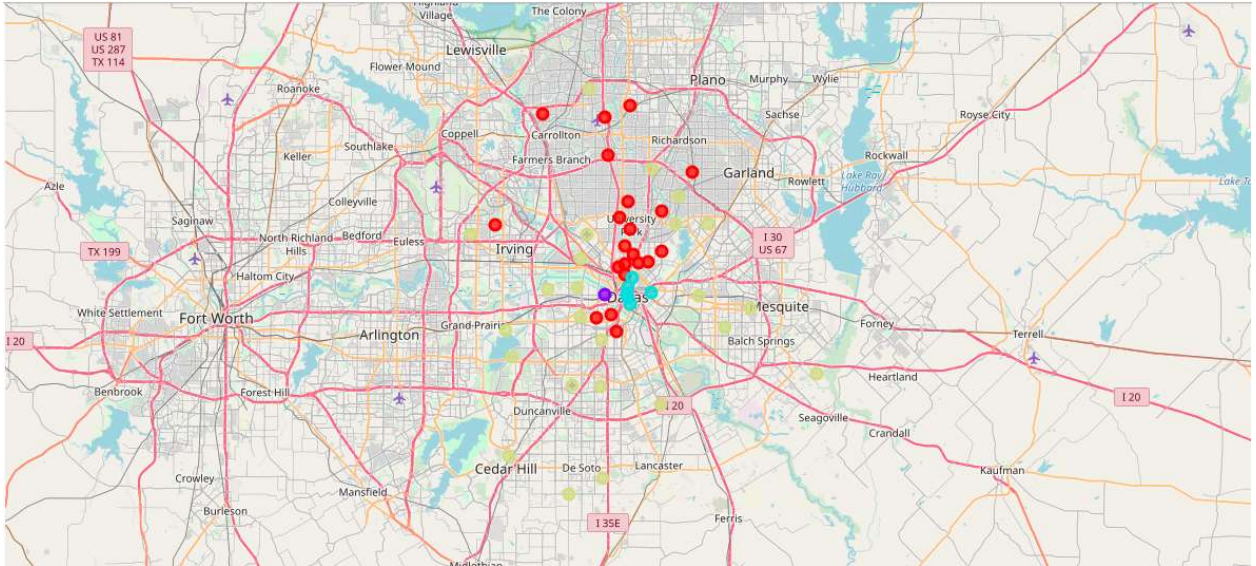 Highland
Village
The Colony
US 81
US 287
TX 114
Lewisville
Flower Mound
Plano
Murphy
Wylie
Roanoke
Sachse
Royse City
Coppell
Carrollton
Richardson
Keller
Southlake
Farmers Branch
Rockwall
Garland
Rowlett
Lake Ray
Hubbard
Azle
Colleyville
Saginaw
University
Park
North Richland
Hills
Bedford
Euless
Irving
I 30
US 67
TX 199
Haltom City
White Settlement
Fort Worth
Dallas
Mesquite
Grand Prairie
Arlington
Forney
Terrell
I 20
Balch Springs
Heartland
Benbrook
Forest Hill
I 20
I 20
Duncanville
Seagoville
Crandall
Cedar Hill
De Soto
Lancaster
Kaufman
Crowley
Mansfield
Burleson
Ferris
I 35E
Midlothian